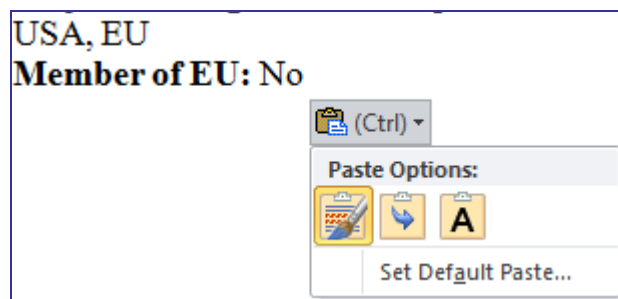 USA, EU
Member of EU: No
(Ctrl)
Paste Options:
A
Set Default Paste...